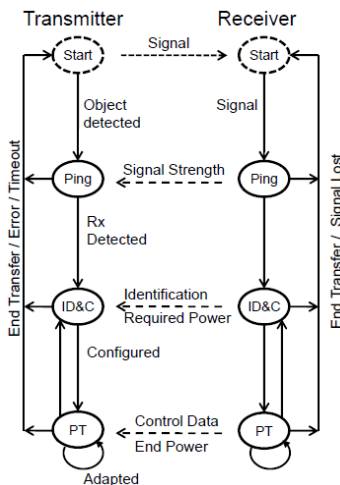 Transmitter
Receiver
Signal
Start
Start
Object
detected
Signal
Signal Strength
Ping
Ping
Rx
Detected
Identification
ID&C
ID&C
Required Power
Configured
Control Data
PT
PT
End Power
Adapted
End Transfer / Error / Timeout
End Transfer / Signal Lost